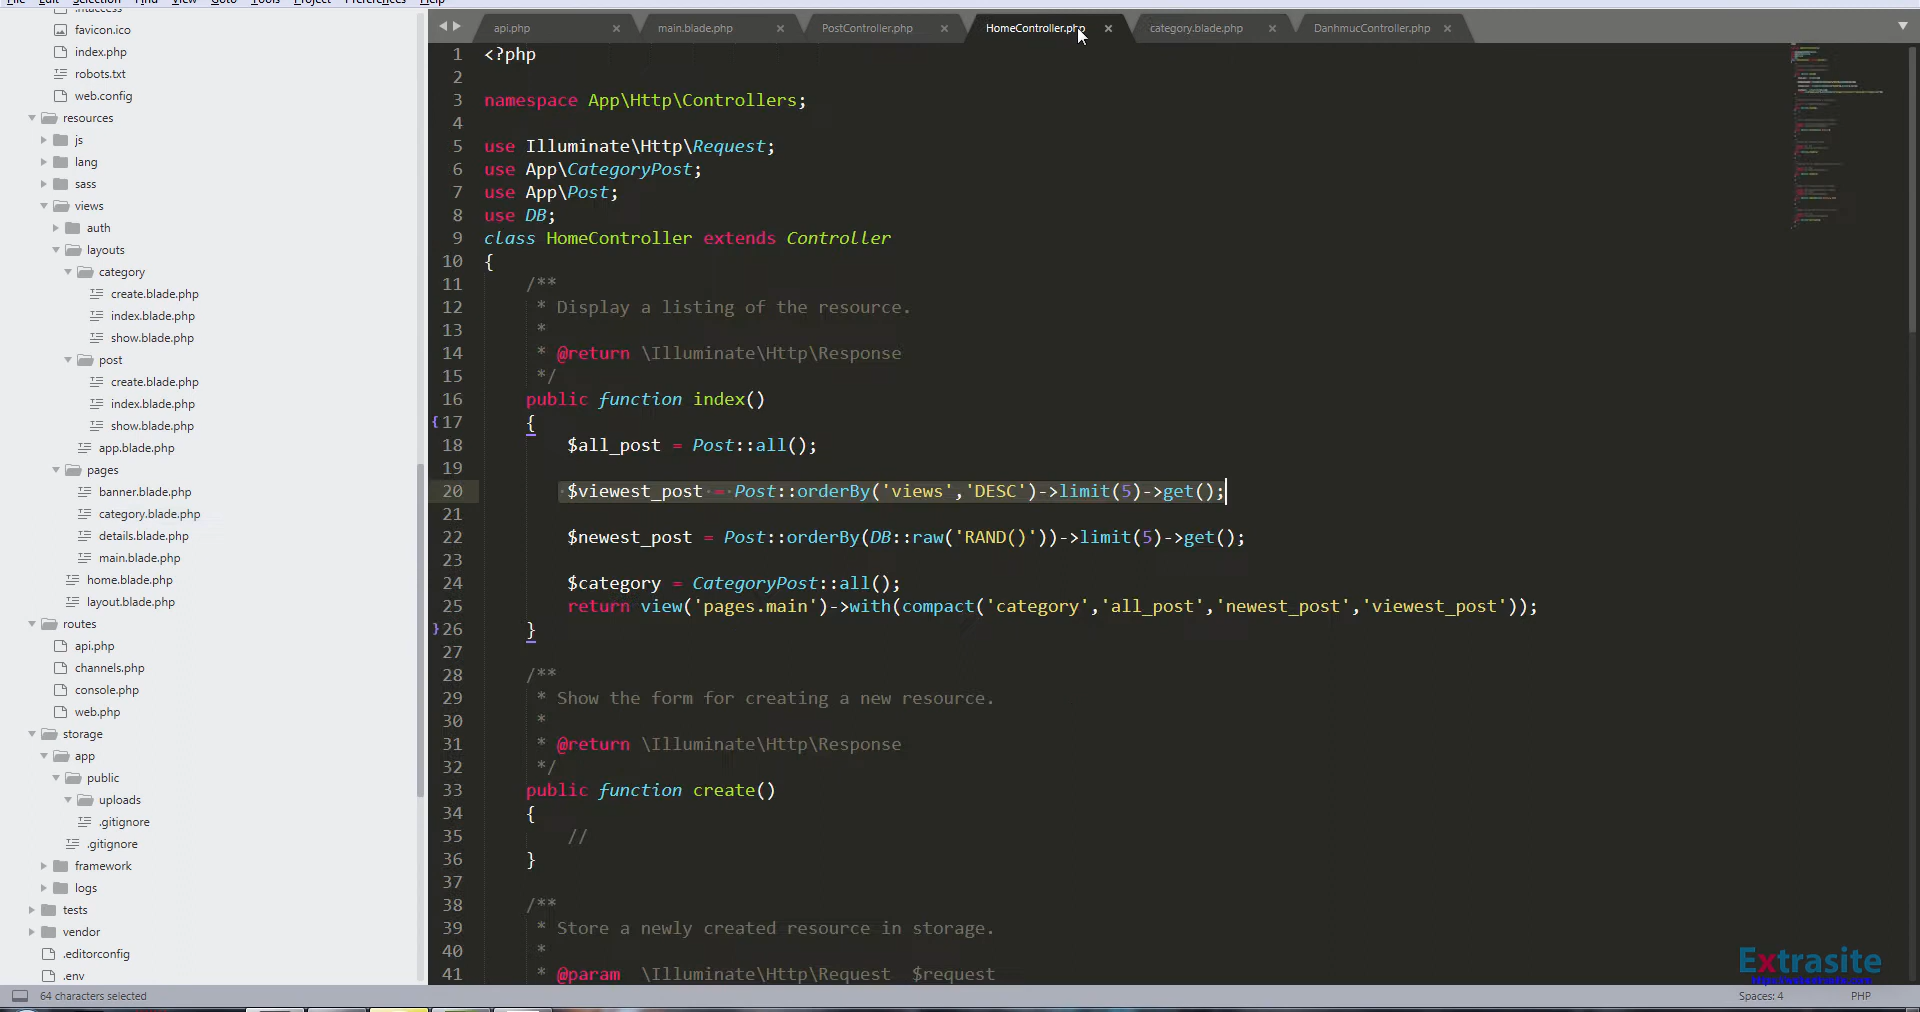 File Edit Selection Find View Goto Tools Project Preferences Help
.htaccess
favicon.ico
index.php
robots.txt
web.config
resources
js
lang
sass
views
auth
layouts
category
create.blade.php
index.blade.php
show.blade.php
post
create.blade.php
index.blade.php
show.blade.php
app.blade.php
pages
banner.blade.php
category.blade.php
details.blade.php
main.blade.php
home.blade.php
layout.blade.php
routes
api.php
channels.php
console.php
web.php
storage
app
public
uploads
.gitignore
.gitignore
framework
logs
tests
vendor
.editorconfig
.env
api.php × main.blade.php × PostController.php × HomeController.php × category.blade.php × DanhmucController.php ×
1 <?php
2
3 namespace App\Http\Controllers;
4
5 use Illuminate\Http\Request;
6 use App\CategoryPost;
7 use App\Post;
8 use DB;
9 class HomeController extends Controller
10 {
11 /**
12 * Display a listing of the resource.
13 *
14 * @return \Illuminate\Http\Response
15 */
16 public function index()
17 {
18 $all_post = Post::all();
19
20 $viewest_post = Post::orderBy('views','DESC')->limit(5)->get();
21
22 $newest_post = Post::orderBy(DB::raw('RAND()'))->limit(5)->get();
23
24 $category = CategoryPost::all();
25 return view('pages.main')->with(compact('category','all_post','newest_post','viewest_post'));
26 }
27
28 /**
29 * Show the form for creating a new resource.
30 *
31 * @return \Illuminate\Http\Response
32 */
33 public function create()
34 {
35 //
36 }
37
38 /**
39 * Store a newly created resource in storage.
40 *
41 * @param \Illuminate\Http\Request $request
Extrasite
64 characters selected
Spaces: 4 PHP